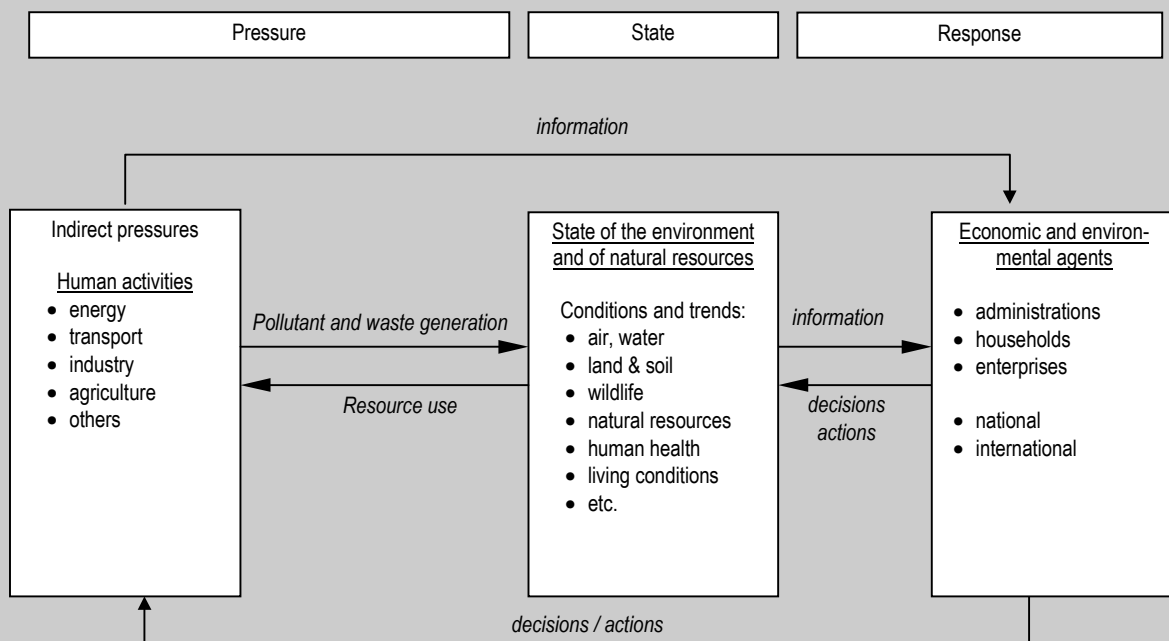 Pressure
State
Response
information
Indirect pressures
Human activities
• energy
• transport
• industry
• agriculture
• others
Pollutant and waste generation
Resource use
State of the environment
and of natural resources
Conditions and trends:
• air, water
• land & soil
• wildlife
• natural resources
• human health
• living conditions
• etc.
information
decisions
actions
Economic and environ-
mental agents
• administrations
• households
• enterprises
• national
• international
decisions / actions